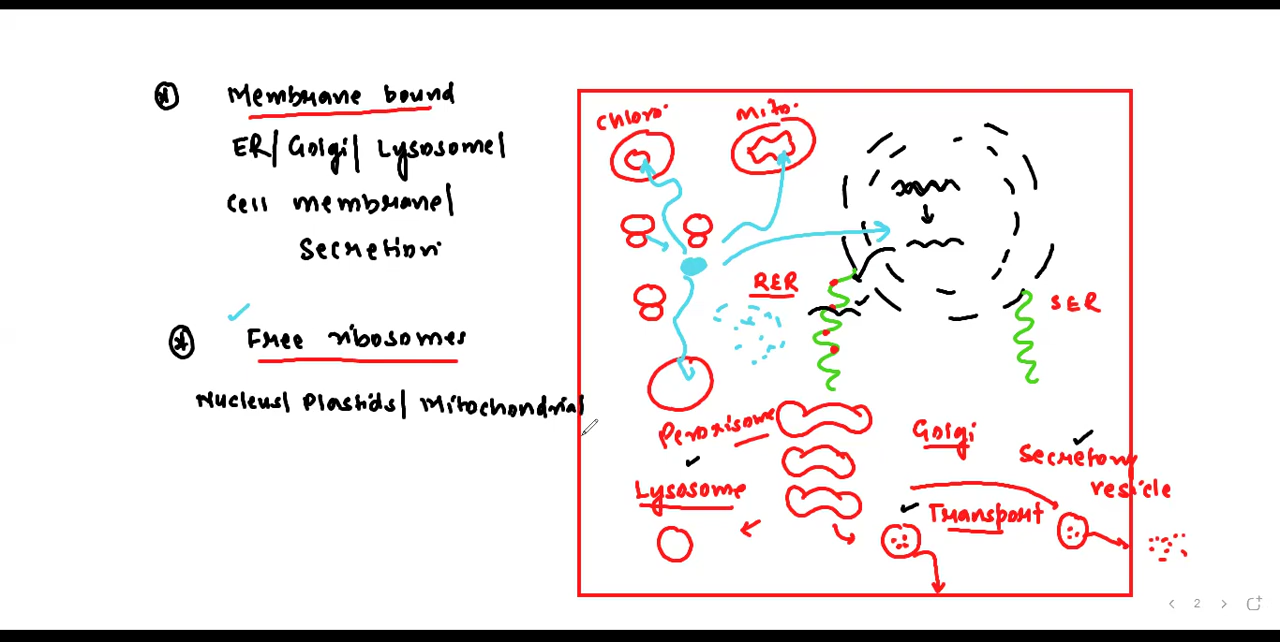 Membrane bound
ER/ Golgi/ Lysosome/
Cell membrane/
Secretion
Free ribosomes
Nucleus/ Plastids/ Mitochondria/
Chloro.
Mito.
RER
SER
Peroxisome
Golgi
Secretory
vesicle
Lysosome
Transport
2